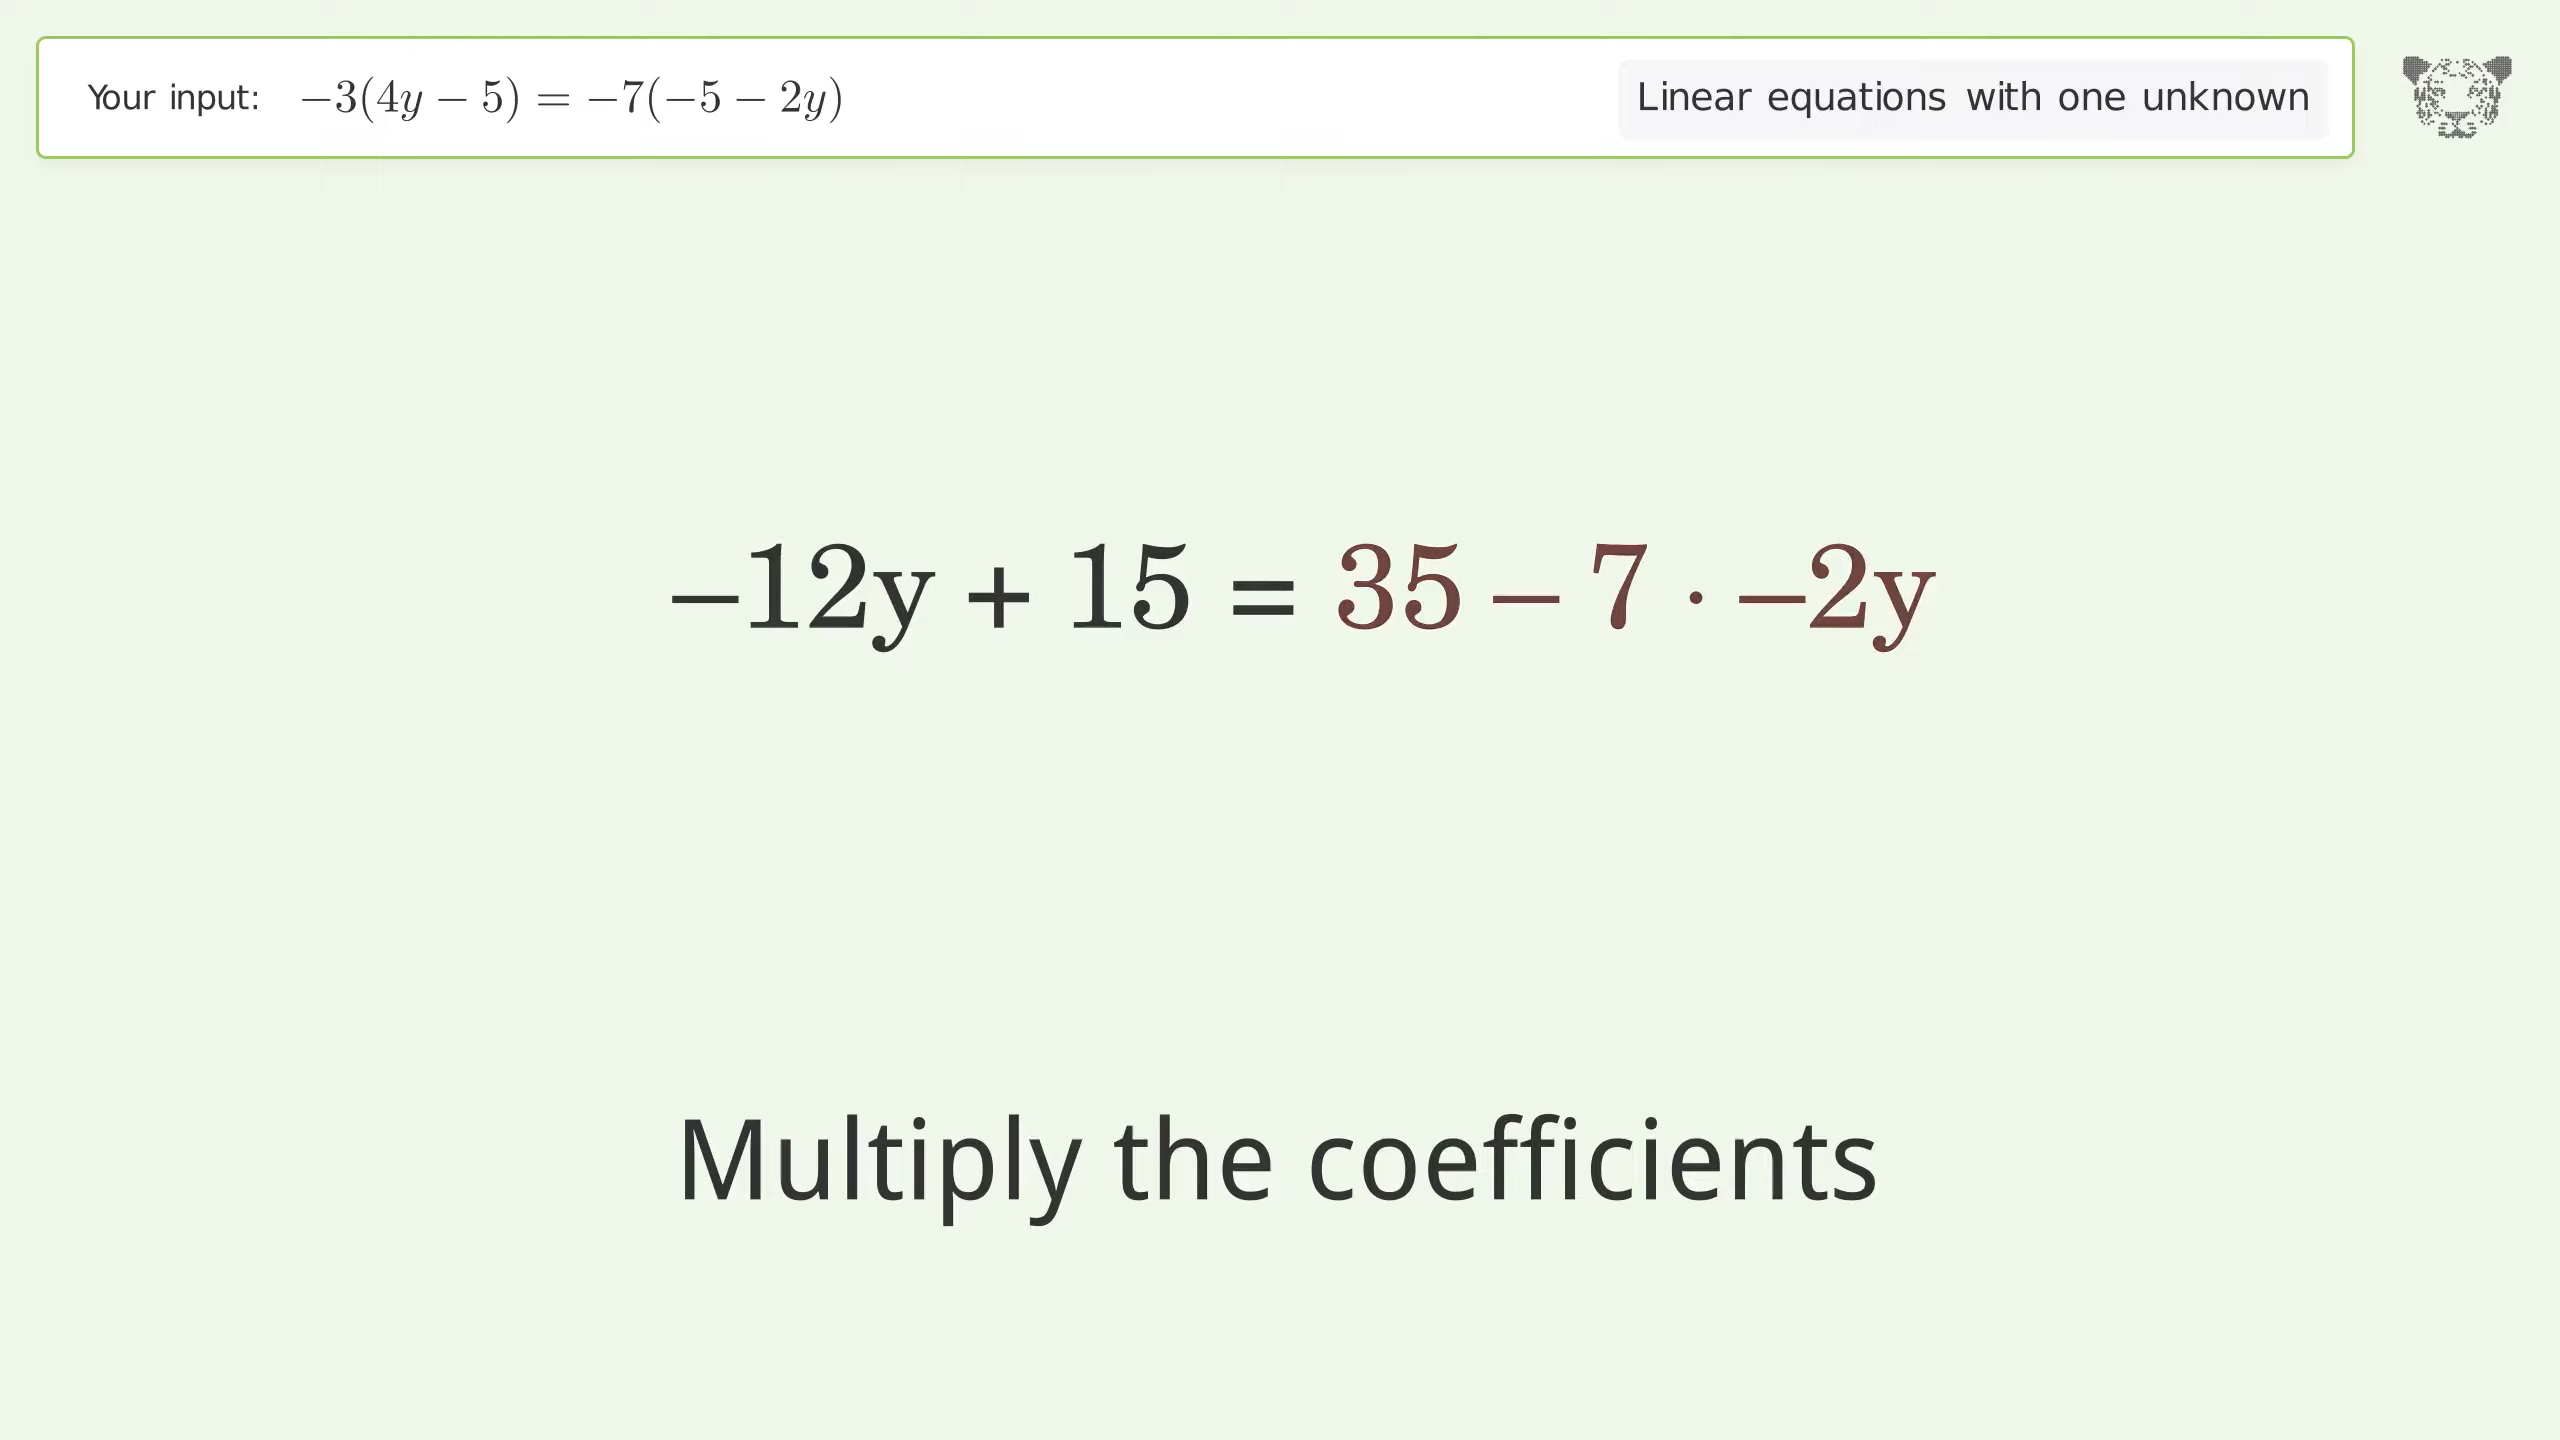 Your input: −3(4y − 5) = −7(−5 − 2y)
Linear equations with one unknown
−12y + 15 = 35 − 7 · −2y
Multiply the coefficients